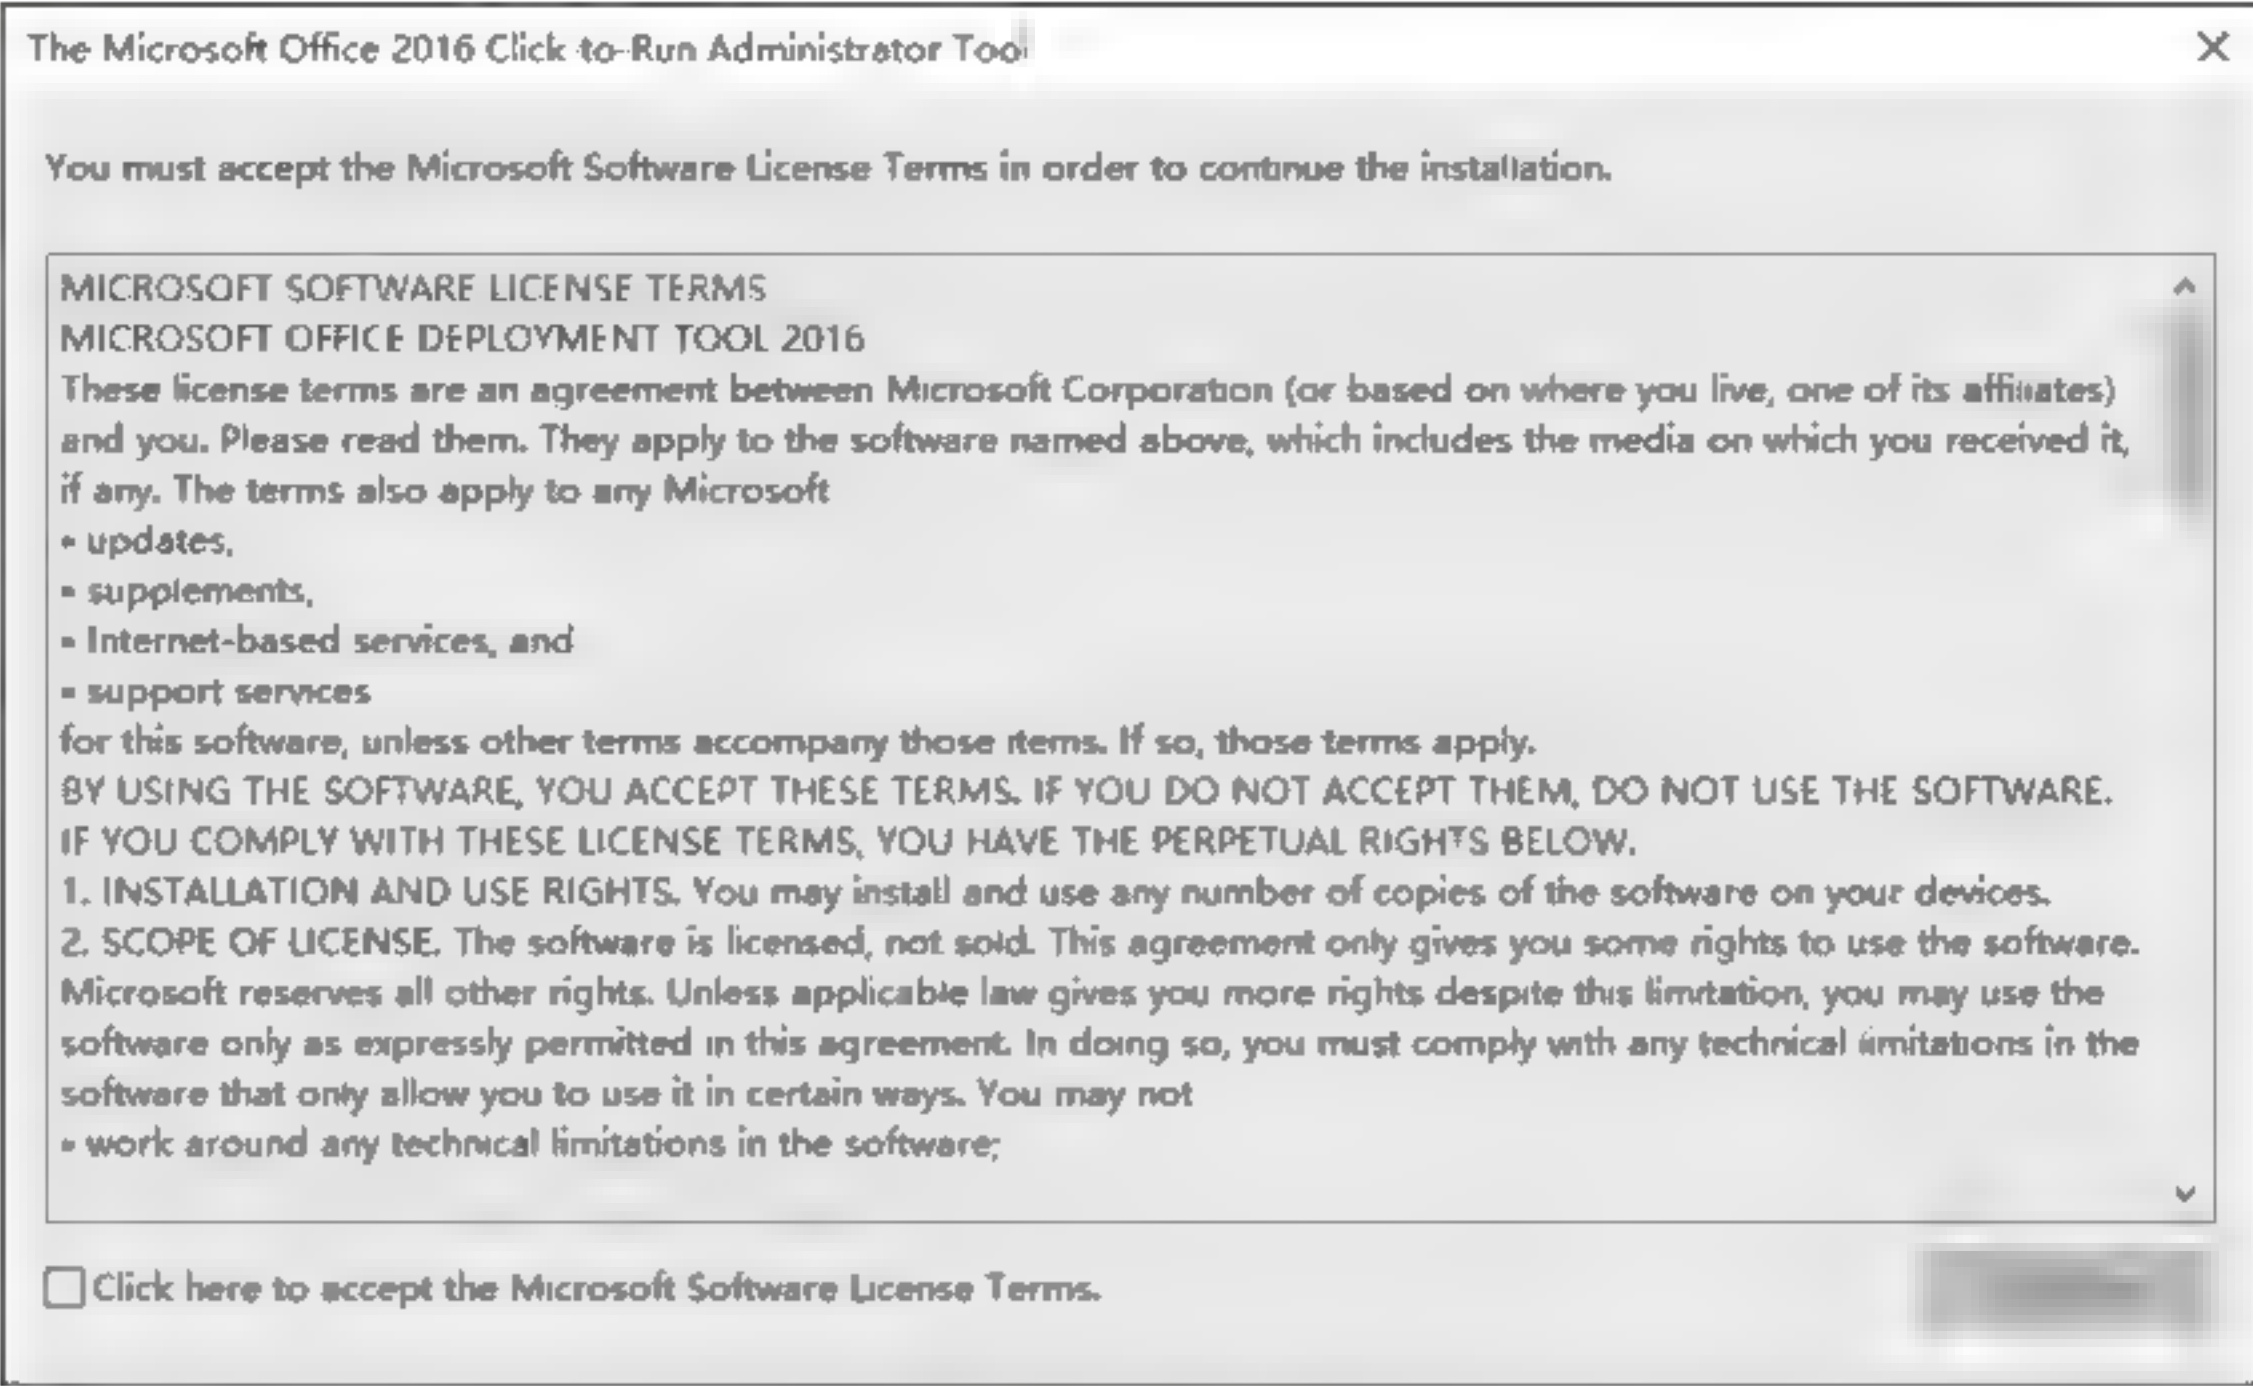 The Microsoft Office 2016 Click-to-Run Administrator Tool
You must accept the Microsoft Software License Terms in order to continue the installation.
MICROSOFT SOFTWARE LICENSE TERMS
MICROSOFT OFFICE DEPLOYMENT TOOL 2016
These license terms are an agreement between Microsoft Corporation (or based on where you live, one of its affiliates)
and you. Please read them. They apply to the software named above, which includes the media on which you received it,
if any. The terms also apply to any Microsoft
• updates,
• supplements,
• Internet-based services, and
• support services
for this software, unless other terms accompany those items. If so, those terms apply.
BY USING THE SOFTWARE, YOU ACCEPT THESE TERMS. IF YOU DO NOT ACCEPT THEM, DO NOT USE THE SOFTWARE.
IF YOU COMPLY WITH THESE LICENSE TERMS, YOU HAVE THE PERPETUAL RIGHTS BELOW.
1. INSTALLATION AND USE RIGHTS. You may install and use any number of copies of the software on your devices.
2. SCOPE OF LICENSE. The software is licensed, not sold. This agreement only gives you some rights to use the software.
Microsoft reserves all other rights. Unless applicable law gives you more rights despite this limitation, you may use the
software only as expressly permitted in this agreement. In doing so, you must comply with any technical limitations in the
software that only allow you to use it in certain ways. You may not
• work around any technical limitations in the software;
Click here to accept the Microsoft Software License Terms.